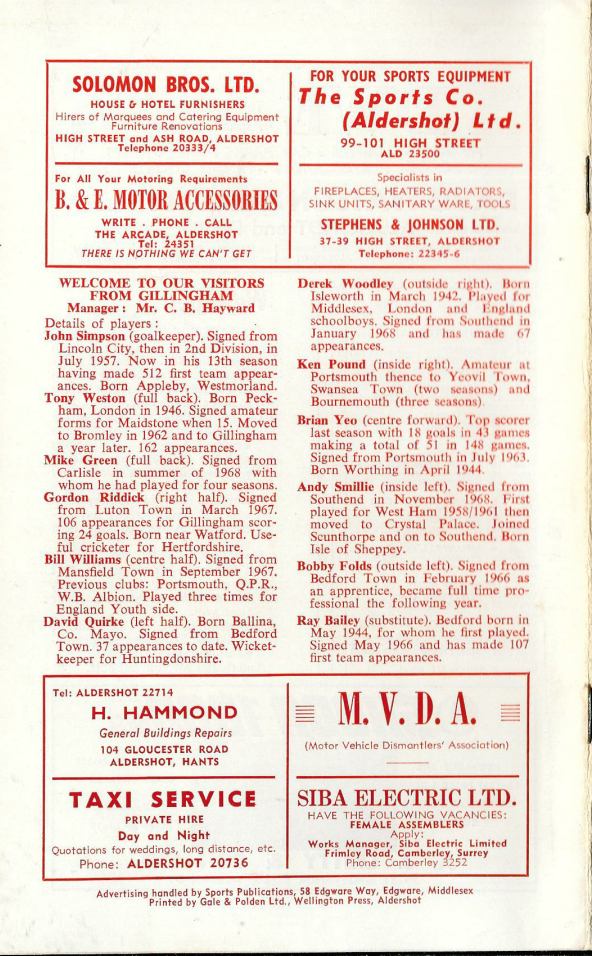 SOLOMON BROS. LTD.
HOUSE & HOTEL FURNISHERS
Hirers of Marquees and Catering Equipment
Furniture Renovations
HIGH STREET and ASH ROAD, ALDERSHOT
Telephone 20333/4
FOR YOUR SPORTS EQUIPMENT
The Sports Co.
(Aldershot) Ltd.
99-101 HIGH STREET
ALD 23500
For All Your Motoring Requirements
B. & E. MOTOR ACCESSORIES
WRITE . PHONE . CALL
THE ARCADE, ALDERSHOT
Tel: 24351
THERE IS NOTHING WE CAN'T GET
Specialists in
FIREPLACES, HEATERS, RADIATORS,
SINK UNITS, SANITARY WARE, TOOLS
STEPHENS & JOHNSON LTD.
37-39 HIGH STREET, ALDERSHOT
Telephone: 22345-6
WELCOME TO OUR VISITORS
FROM GILLINGHAM
Manager: Mr. C. B. Hayward
Details of players :
John Simpson (goalkeeper). Signed from
Lincoln City, then in 2nd Division, in
July 1957. Now in his 13th season
having made 512 first team appear-
ances. Born Appleby, Westmorland.
Tony Weston (full back). Born Peck-
ham, London in 1946. Signed amateur
forms for Maidstone when 15. Moved
to Bromley in 1962 and to Gillingham
a year later. 162 appearances.
Mike Green (full back). Signed from
Carlisle in summer of 1968 with
whom he had played for four seasons.
Gordon Riddick (right half). Signed
from Luton Town in March 1967.
106 appearances for Gillingham scor-
ing 24 goals. Born near Watford. Use-
ful cricketer for Hertfordshire.
Bill Williams (centre half). Signed from
Mansfield Town in September 1967.
Previous clubs: Portsmouth, Q.P.R.,
W.B. Albion. Played three times for
England Youth side.
David Quirke (left half). Born Ballina,
Co. Mayo. Signed from Bedford
Town. 37 appearances to date. Wicket-
keeper for Huntingdonshire.
Derek Woodley (outside right). Born
Isleworth in March 1942. Played for
Middlesex, London and England
schoolboys. Signed from Southend in
January 1968 and has made 67
appearances.
Ken Pound (inside right). Amateur at
Portsmouth thence to Yeovil Town,
Swansea Town (two seasons) and
Bournemouth (three seasons).
Brian Yeo (centre forward). Top scorer
last season with 18 goals in 43 games
making a total of 51 in 148 games.
Signed from Portsmouth in July 1963.
Born Worthing in April 1944.
Andy Smillie (inside left). Signed from
Southend in November 1968. First
played for West Ham 1958/1961 then
moved to Crystal Palace. Joined
Scunthorpe and on to Southend. Born
Isle of Sheppey.
Bobby Folds (outside left). Signed from
Bedford Town in February 1966 as
an apprentice, became full time pro-
fessional the following year.
Ray Bailey (substitute). Bedford born in
May 1944, for whom he first played.
Signed May 1966 and has made 107
first team appearances.
Tel: ALDERSHOT 22714
H. HAMMOND
General Buildings Repairs
104 GLOUCESTER ROAD
ALDERSHOT, HANTS
M. V. D. A.
(Motor Vehicle Dismantlers' Association)
TAXI SERVICE
PRIVATE HIRE
Day and Night
Quotations for weddings, long distance, etc.
Phone: ALDERSHOT 20736
SIBA ELECTRIC LTD.
HAVE THE FOLLOWING VACANCIES:
FEMALE ASSEMBLERS
Apply:
Works Manager, Siba Electric Limited
Frimley Road, Camberley, Surrey
Phone: Camberley 3252
Advertising handled by Sports Publications, 58 Edgware Way, Edgware, Middlesex
Printed by Gale & Polden Ltd., Wellington Press, Aldershot